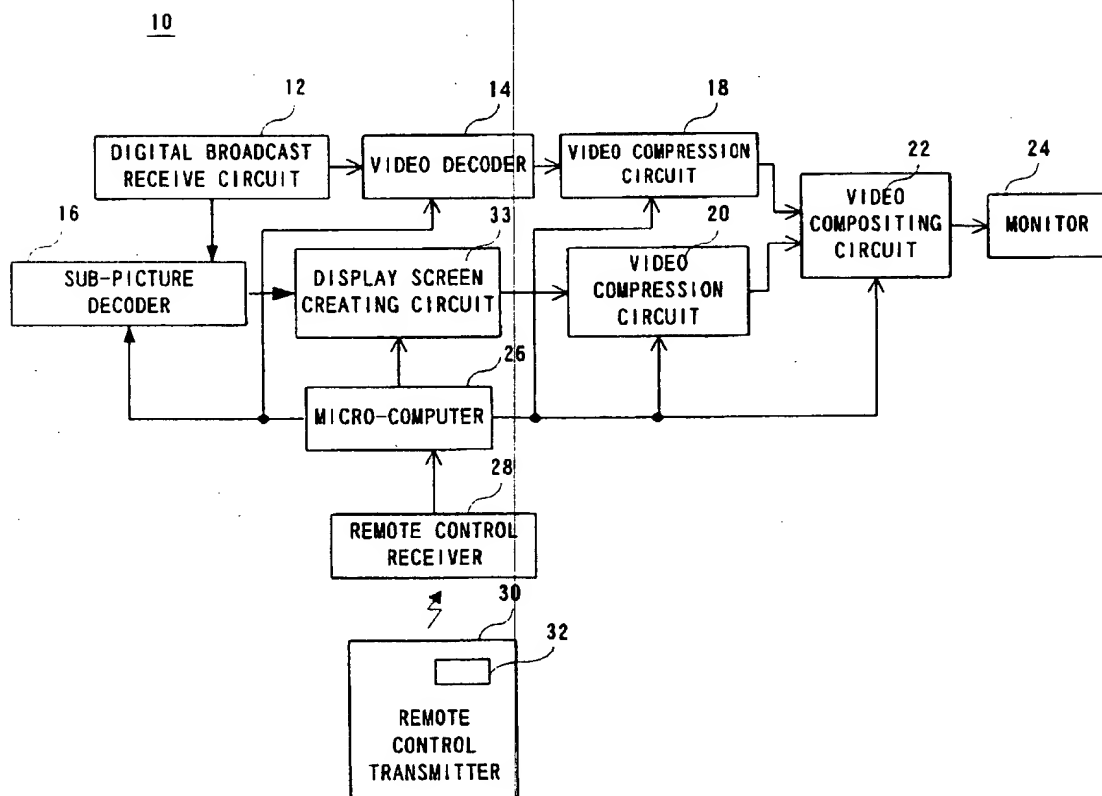 10
12
14
18
DIGITAL BROADCAST
RECEIVE CIRCUIT
VIDEO DECODER
VIDEO COMPRESSION
CIRCUIT
22
24
VIDEO
COMPOSITING
CIRCUIT
MONITOR
16
33
20
SUB-PICTURE
DECODER
DISPLAY SCREEN
CREATING CIRCUIT
VIDEO
COMPRESSION
CIRCUIT
26
MICRO-COMPUTER
28
REMOTE CONTROL
RECEIVER
30
32
REMOTE
CONTROL
TRANSMITTER